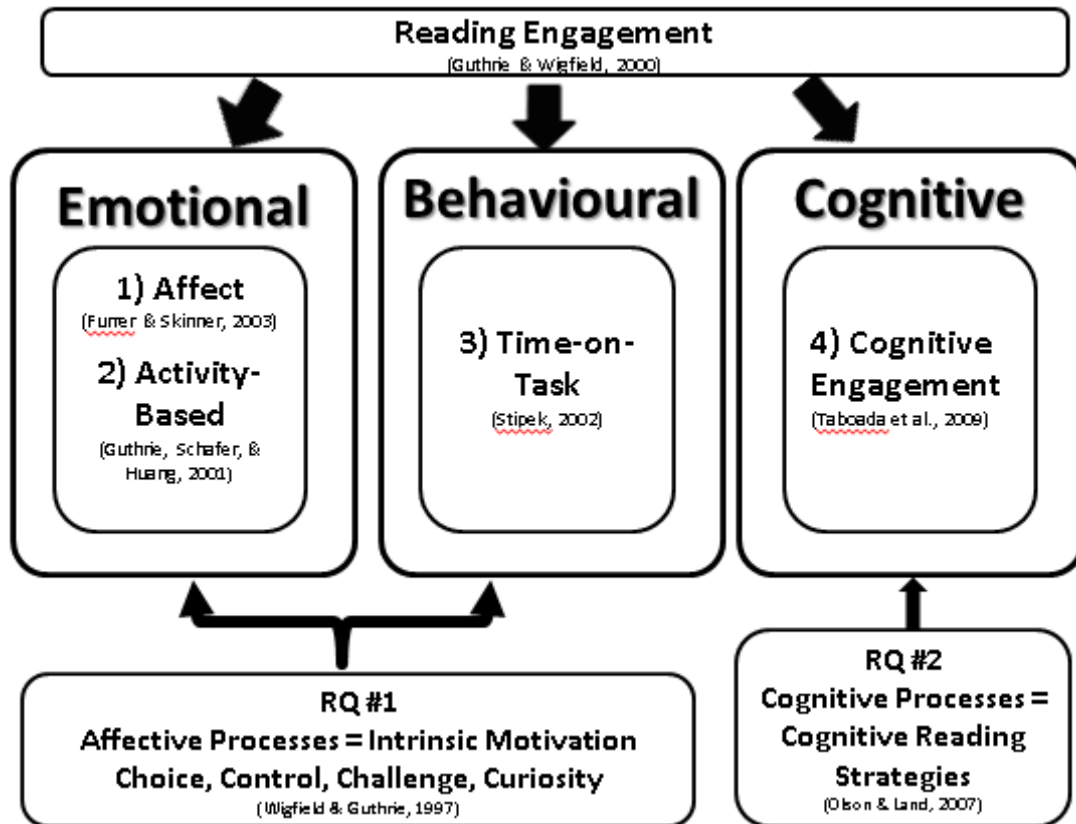 Reading Engagement
(Guthrie & Wigfield, 2000)
Emotional
1) Affect
(Furrer & Skinner, 2003)
2) Activity-
Based
(Guthrie, Schafer, &
Huang, 2001)
Behavioural
3) Time-on-
Task
(Stipek, 2002)
Cognitive
4) Cognitive
Engagement
(Taboada et al., 2009)
RQ #1
Affective Processes = Intrinsic Motivation
Choice, Control, Challenge, Curiosity
(Wigfield & Guthrie, 1997)
RQ #2
Cognitive Processes =
Cognitive Reading
Strategies
(Olson & Land, 2007)